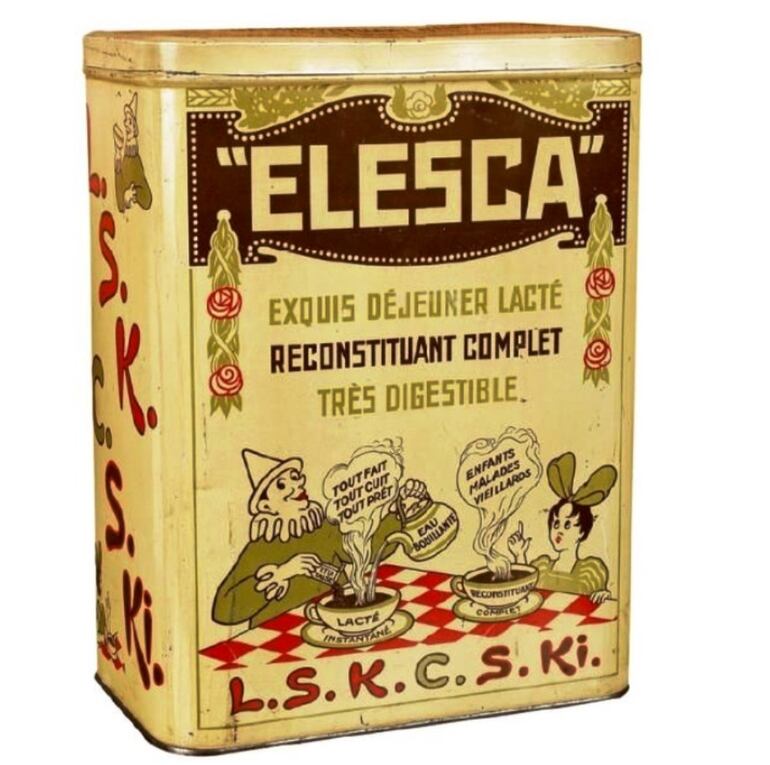 "ELESCA"
EXQUIS DÉJEUNER LACTÉ
RECONSTITUANT COMPLET
TRÈS DIGESTIBLE
TOUT FAIT
TOUT CUIT
TOUT PRÊT
EAU
BOUILLANTE
ENFANTS
MALADES
VIEILLARDS
LACTÉ
INSTANTANÉ
RECONSTITUANT
COMPLET
L.S.K.C.S.Ki.
L.
S.
K.
C.
S.
Ki.